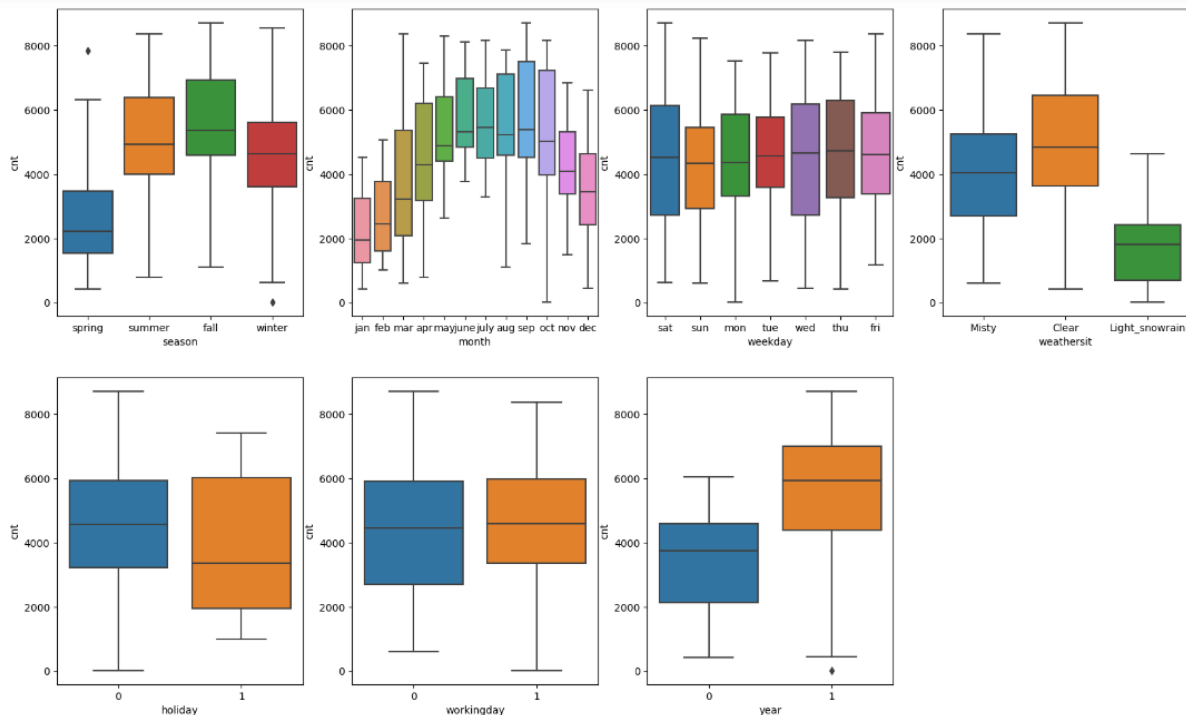 8000
6000
4000
2000
0
cnt
spring summer fall winter
season
8000
6000
4000
2000
0
cnt
jan feb mar apr may june july aug sep oct nov dec
month
8000
6000
4000
2000
0
cnt
sat sun mon tue wed thu fri
weekday
8000
6000
4000
2000
0
cnt
Misty Clear Light_snowrain
weathersit
8000
6000
4000
2000
0
cnt
0 1
holiday
8000
6000
4000
2000
0
cnt
0 1
workingday
8000
6000
4000
2000
0
cnt
0 1
year